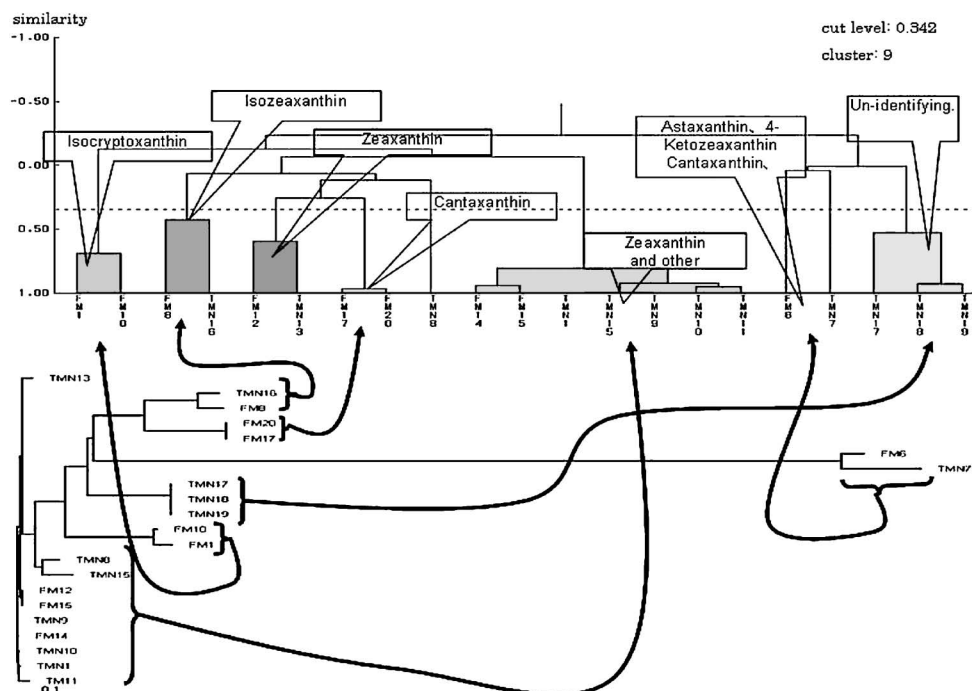 similarity
cut level: 0.342
cluster: 9
-1.00
-0.50
0.00
0.50
1.00
Isocryptoxanthin
Isozeaxanthin
Zeaxanthin
Cantaxanthin
Astaxanthin、4-
Ketozeaxanthin
Cantaxanthin、
Un-identifying.
Zeaxanthin
and other
FM1
FM10
FM8
TMN16
FM12
TMN13
FM17
FM20
TMN8
FM14
FM15
TMN1
TMN15
TMN9
TMN10
TMN11
FM6
TMN7
TMN17
TMN18
TMN19
TMN13
TMN16
FM8
FM20
FM17
FM6
TMN7
TMN17
TMN18
TMN19
FM10
FM1
TMN8
TMN15
FM12
FM15
TMN9
FM14
TMN10
TMN1
TM11
0.1